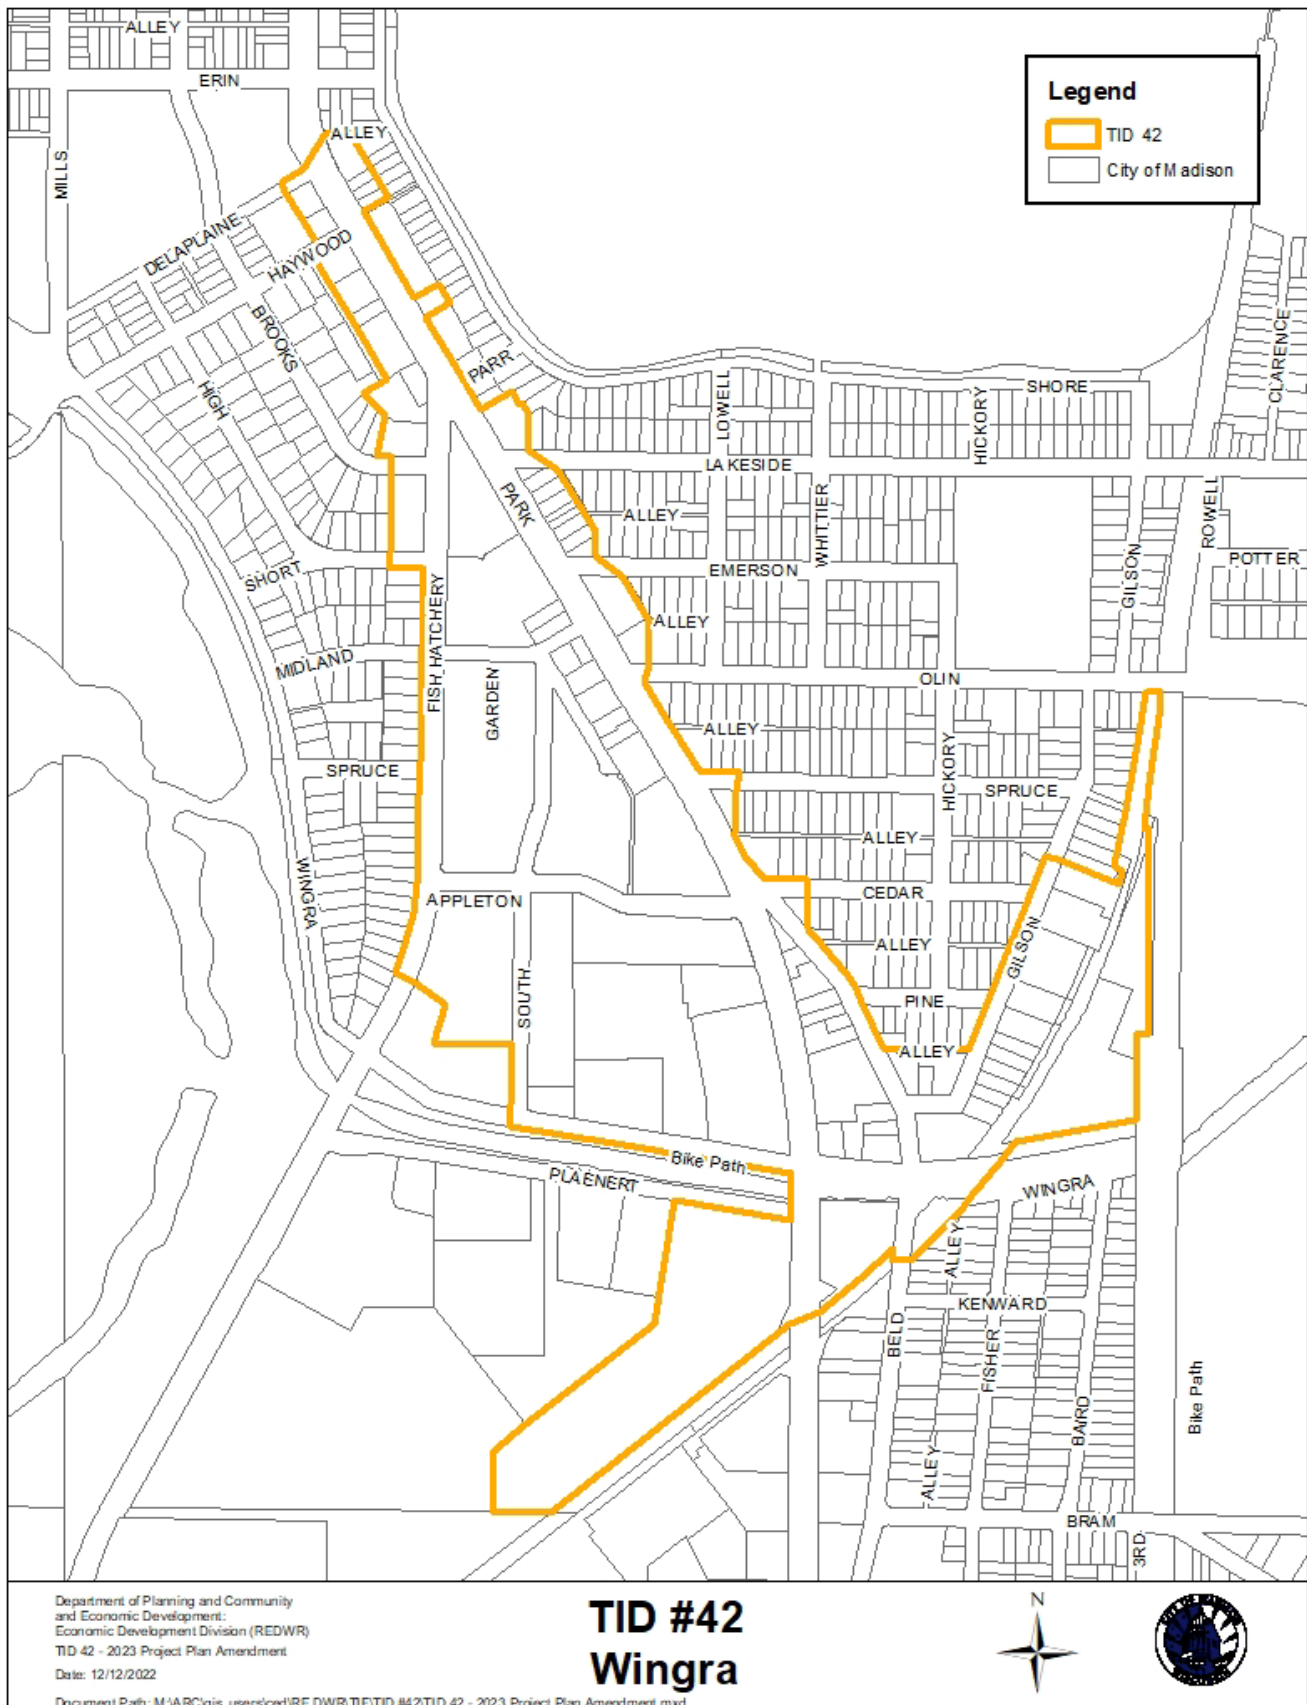 ALLEY
ERIN
Legend
TID 42
City of Madison
ALLEY
MILLS
DELAPLAINE
HAYWOOD
BROOKS
HIGH
PARR
CLARENCE
SHORE
LOWELL
HICKORY
LAKESIDE
PARK
WHITTIER
ROWELL
ALLEY
GILSON
POTTER
EMERSON
SHORT
FISH HATCHERY
ALLEY
MIDLAND
GARDEN
OLIN
ALLEY
HICKORY
SPRUCE
SPRUCE
ALLEY
WINGRA
APPLETON
CEDAR
GILSON
ALLEY
SOUTH
PINE
ALLEY
Bike Path
PLAENERT
WINGRA
ALLEY
KENWARD
BELD
FISHER
BAIRD
Bike Path
ALLEY
BRAM
3RD
Department of Planning and Community
and Economic Development:
Economic Development Division (REDWR)
TID 42 - 2023 Project Plan Amendment
Date: 12/12/2022
TID #42
Wingra
N